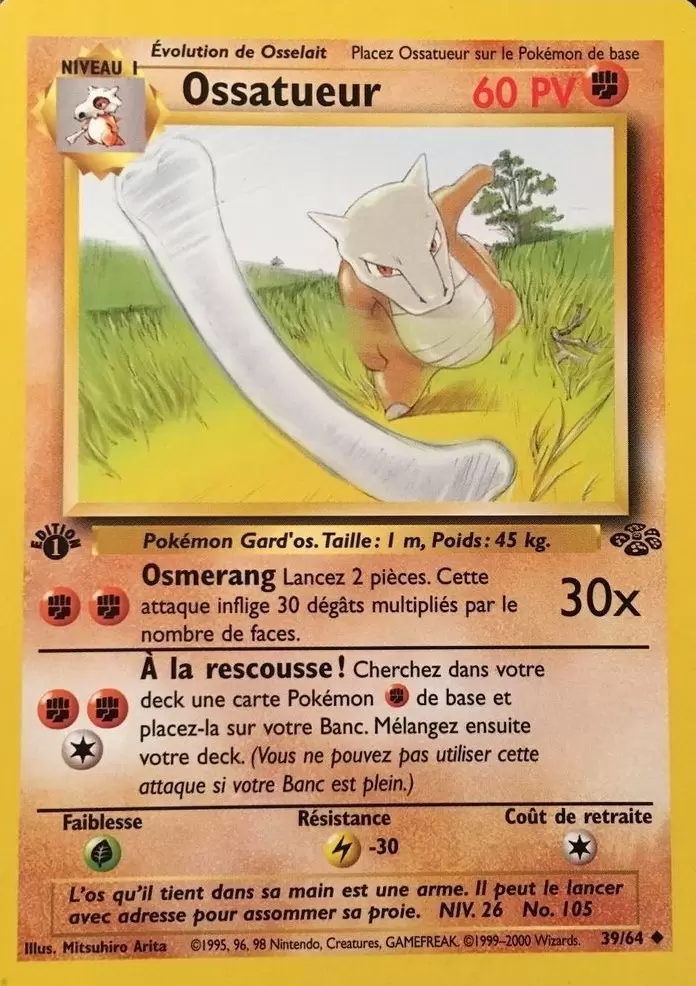 Évolution de Osselait Placez Ossatueur sur le Pokémon de base
NIVEAU I
Ossatueur 60 PV
EDITION
1
Pokémon Gard'os. Taille: 1 m, Poids: 45 kg.
Osmerang Lancez 2 pièces. Cette
attaque inflige 30 dégâts multipliés par le
nombre de faces.
30x
À la rescousse! Cherchez dans votre
deck une carte Pokémon de base et
placez-la sur votre Banc. Mélangez ensuite
votre deck. (Vous ne pouvez pas utiliser cette
attaque si votre Banc est plein.)
Faiblesse Résistance Coût de retraite
-30
L'os qu'il tient dans sa main est une arme. Il peut le lancer
avec adresse pour assommer sa proie. NIV. 26 No. 105
Illus. Mitsuhiro Arita ©1995, 96, 98 Nintendo, Creatures, GAMEFREAK. ©1999-2000 Wizards. 39/64